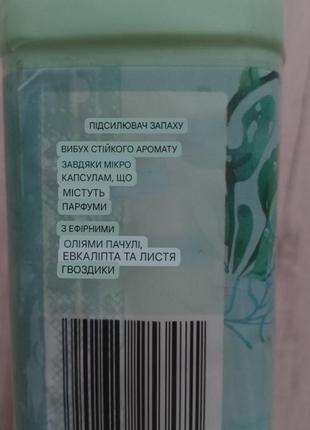 ПІДСИЛЮВАЧ ЗАПАХУ
ВИБУХ СТІЙКОГО АРОМАТУ
ЗАВДЯКИ МІКРО
КАПСУЛАМ, ЩО
МІСТУТЬ
ПАРФУМИ
З ЕФІРНИМИ
ОЛІЯМИ ПАЧУЛІ,
ЕВКАЛІПТА ТА ЛИСТЯ
ГВОЗДИКИ